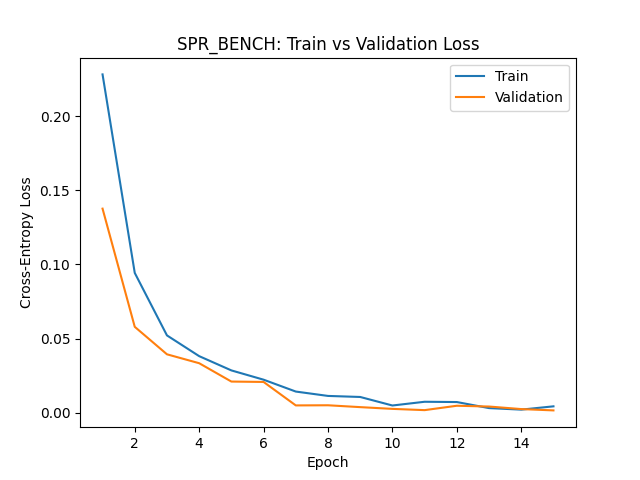 SPR_BENCH: Train vs Validation Loss
Train
Validation
Cross-Entropy Loss
0.20
0.15
0.10
0.05
0.00
2 4 6 8 10 12 14
Epoch